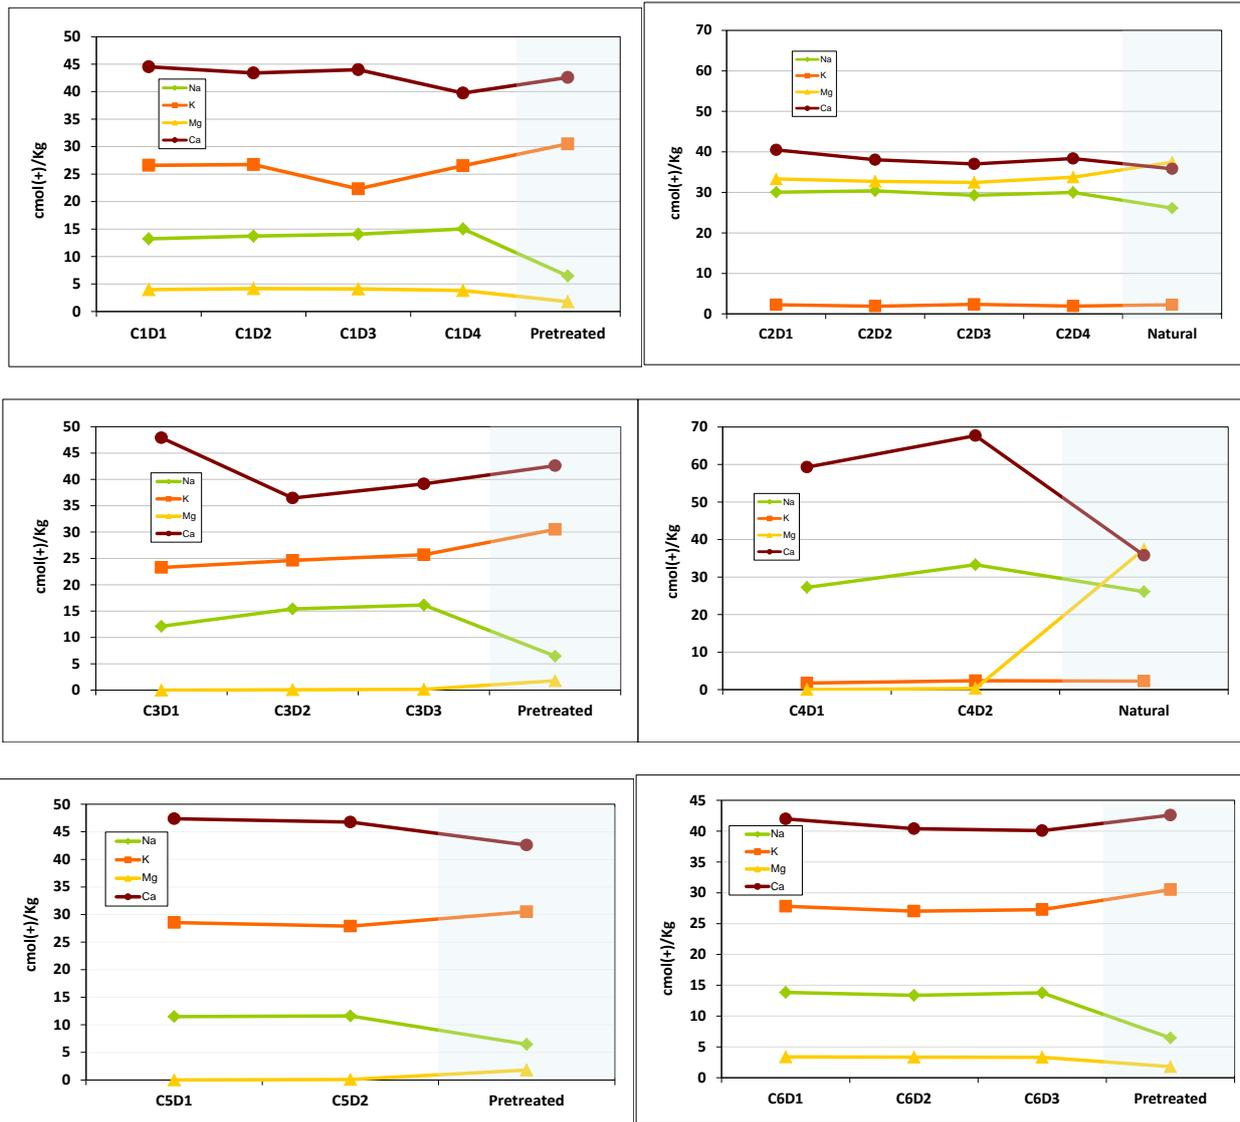 50
45
40
35
30
25
20
15
10
5
0
cmol(+)/Kg
Na
K
Mg
Ca
C1D1 C1D2 C1D3 C1D4 Pretreated
70
60
50
40
30
20
10
0
cmol(+)/Kg
Na
K
Mg
Ca
C2D1 C2D2 C2D3 C2D4 Natural
50
45
40
35
30
25
20
15
10
5
0
cmol(+)/Kg
Na
K
Mg
Ca
C3D1 C3D2 C3D3 Pretreated
70
60
50
40
30
20
10
0
cmol(+)/Kg
Na
K
Mg
Ca
C4D1 C4D2 Natural
50
45
40
35
30
25
20
15
10
5
0
cmol(+)/Kg
Na
K
Mg
Ca
C5D1 C5D2 Pretreated
45
40
35
30
25
20
15
10
5
0
cmol(+)/Kg
Na
K
Mg
Ca
C6D1 C6D2 C6D3 Pretreated